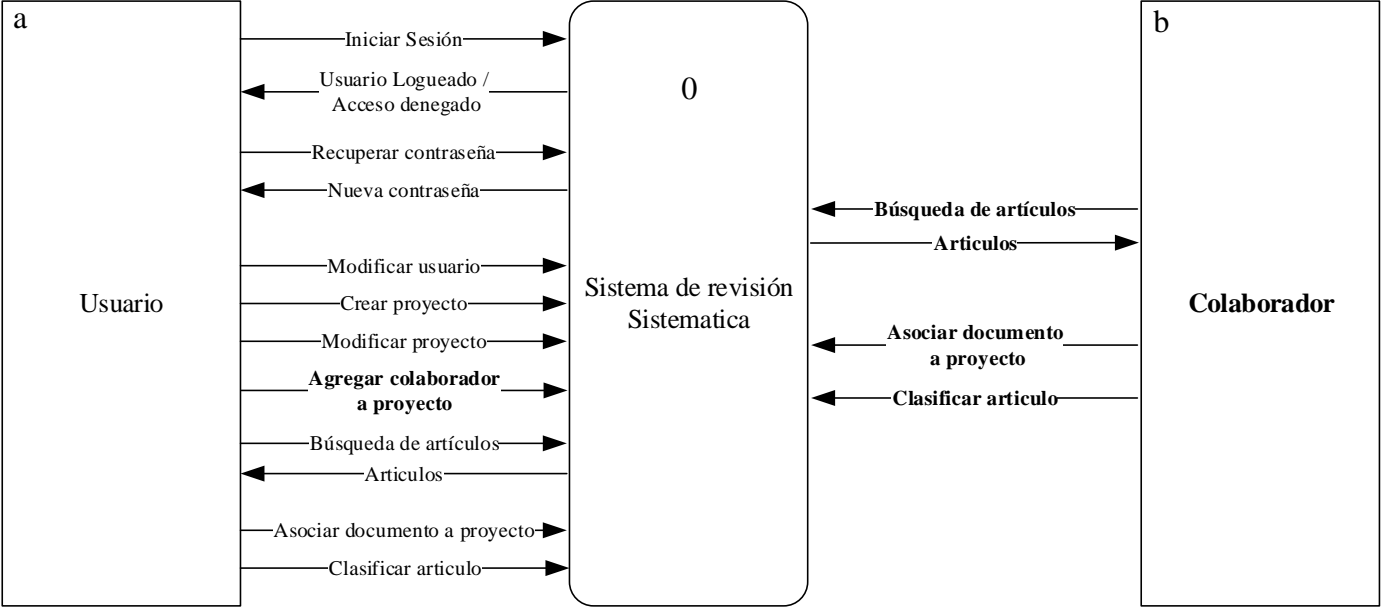 a
Iniciar Sesión
Usuario Logueado /
Acceso denegado
Recuperar contraseña
Nueva contraseña
Modificar usuario
Usuario
Crear proyecto
Modificar proyecto
Agregar colaborador
a proyecto
Búsqueda de artículos
Articulos
Asociar documento a proyecto
Clasificar articulo
0
Sistema de revisión
Sistematica
Búsqueda de artículos
Articulos
Asociar documento
a proyecto
Clasificar articulo
b
Colaborador